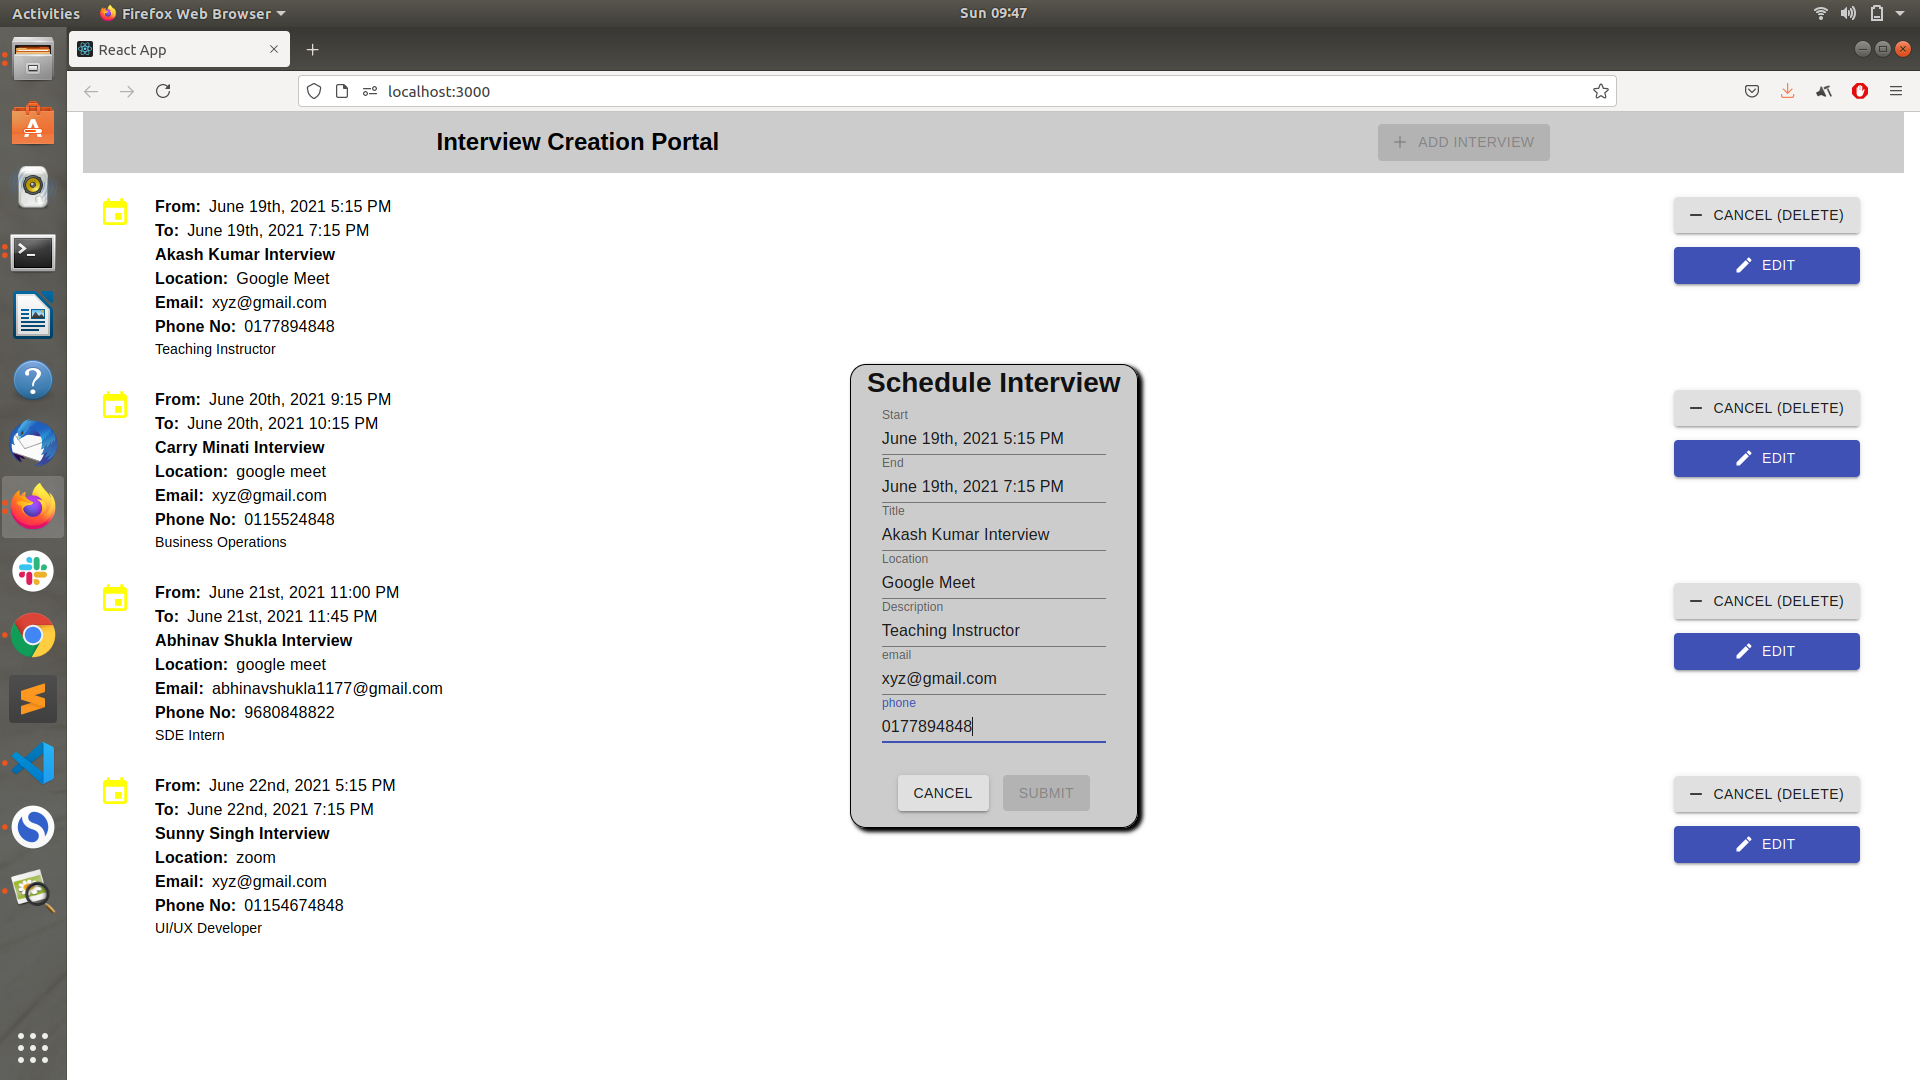 Activities
Firefox Web Browser
Sun 09:47
React App
localhost:3000
Interview Creation Portal
ADD INTERVIEW
From: June 19th, 2021 5:15 PM
To: June 19th, 2021 7:15 PM
Akash Kumar Interview
Location: Google Meet
Email: xyz@gmail.com
Phone No: 0177894848
Teaching Instructor
CANCEL (DELETE)
EDIT
From: June 20th, 2021 9:15 PM
To: June 20th, 2021 10:15 PM
Carry Minati Interview
Location: google meet
Email: xyz@gmail.com
Phone No: 0115524848
Business Operations
CANCEL (DELETE)
EDIT
From: June 21st, 2021 11:00 PM
To: June 21st, 2021 11:45 PM
Abhinav Shukla Interview
Location: google meet
Email: abhinavshukla1177@gmail.com
Phone No: 9680848822
SDE Intern
CANCEL (DELETE)
EDIT
From: June 22nd, 2021 5:15 PM
To: June 22nd, 2021 7:15 PM
Sunny Singh Interview
Location: zoom
Email: xyz@gmail.com
Phone No: 01154674848
UI/UX Developer
CANCEL (DELETE)
EDIT
Schedule Interview
Start
June 19th, 2021 5:15 PM
End
June 19th, 2021 7:15 PM
Title
Akash Kumar Interview
Location
Google Meet
Description
Teaching Instructor
email
xyz@gmail.com
phone
0177894848
CANCEL
SUBMIT